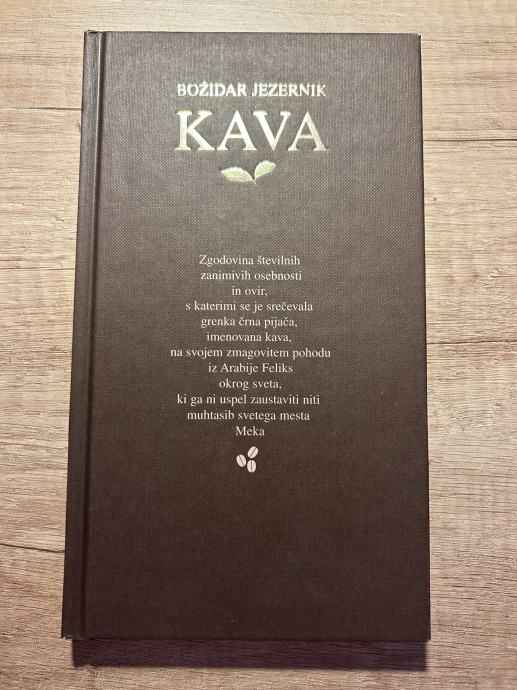 BOŽIDAR JEZERNIK
KAVA
Zgodovina številnih
zanimivih osebnosti
in ovir,
s katerimi se je srečevala
grenka črna pijača,
imenovana kava,
na svojem zmagovitem pohodu
iz Arabije Feliks
okrog sveta,
ki ga ni uspel zaustaviti niti
muhtasib svetega mesta
Meka